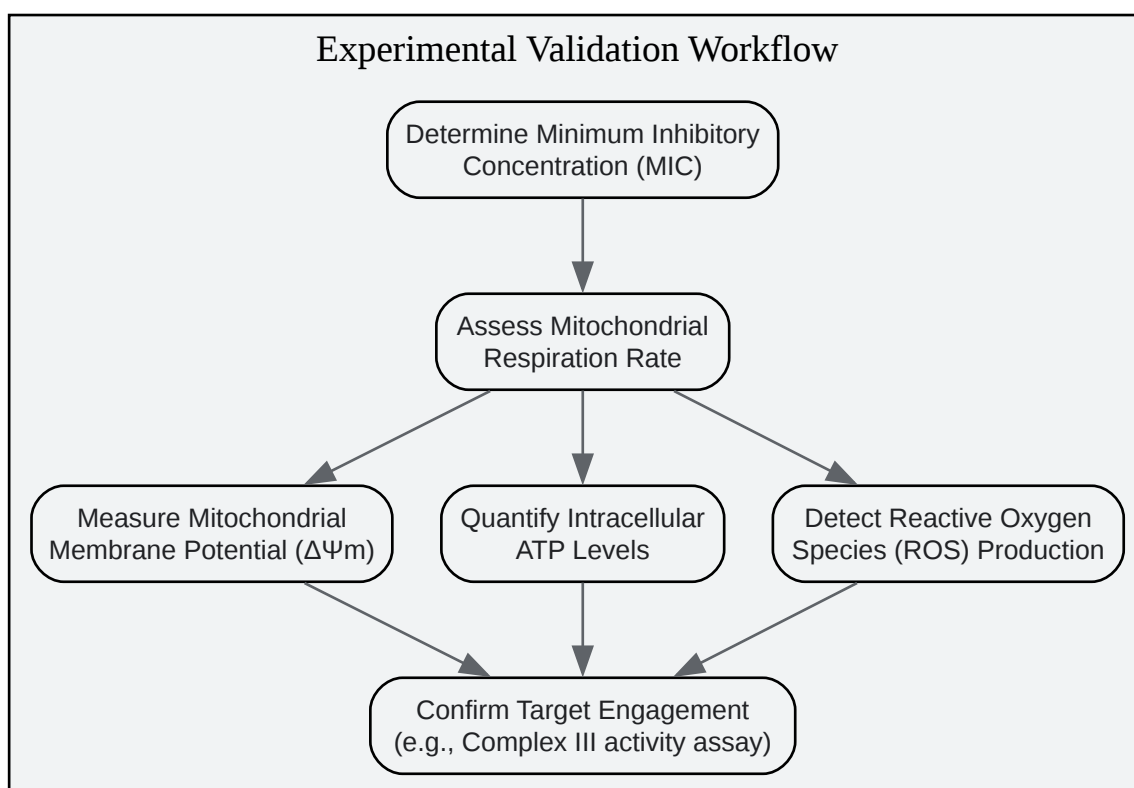 Experimental Validation Workflow
Determine Minimum Inhibitory
Concentration (MIC)
Assess Mitochondrial
Respiration Rate
Measure Mitochondrial
Membrane Potential (ΔΨm)
Quantify Intracellular
ATP Levels
Detect Reactive Oxygen
Species (ROS) Production
Confirm Target Engagement
(e.g., Complex III activity assay)